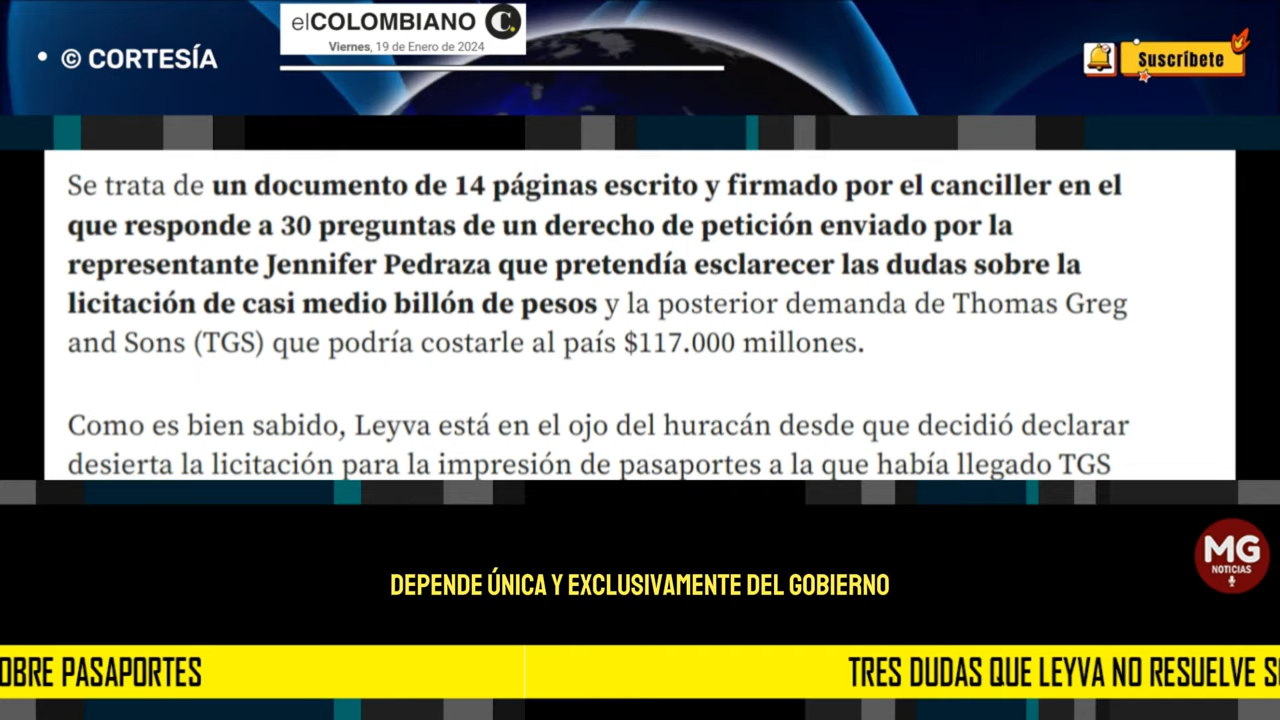 elCOLOMBIANO C.
Viernes, 19 de Enero de 2024
• © CORTESÍA
Suscríbete
Se trata de un documento de 14 páginas escrito y firmado por el canciller en el
que responde a 30 preguntas de un derecho de petición enviado por la
representante Jennifer Pedraza que pretendía esclarecer las dudas sobre la
licitación de casi medio billón de pesos y la posterior demanda de Thomas Greg
and Sons (TGS) que podría costarle al país $117.000 millones.
Como es bien sabido, Leyva está en el ojo del huracán desde que decidió declarar
desierta la licitación para la impresión de pasaportes a la que había llegado TGS
MG
NOTICIAS
DEPENDE ÚNICA Y EXCLUSIVAMENTE DEL GOBIERNO
OBRE PASAPORTES
TRES DUDAS QUE LEYVA NO RESUELVE S